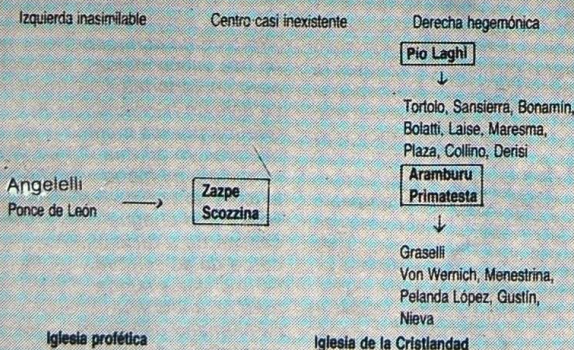 Izquierda inasimilable
Centro casi inexistente
Derecha hegemónica
Pío Laghi
↓
Tortolo, Sansierra, Bonamín,
Bolatti, Laise, Maresma,
Plaza, Collino, Derisi
Angelelli
Ponce de León →
Zazpe
Scozzina
Aramburu
Primatesta
↓
Graselli
Von Wernich, Menestrina,
Pelanda López, Gustin,
Nieva
Iglesia profética
Iglesia de la Cristiandad